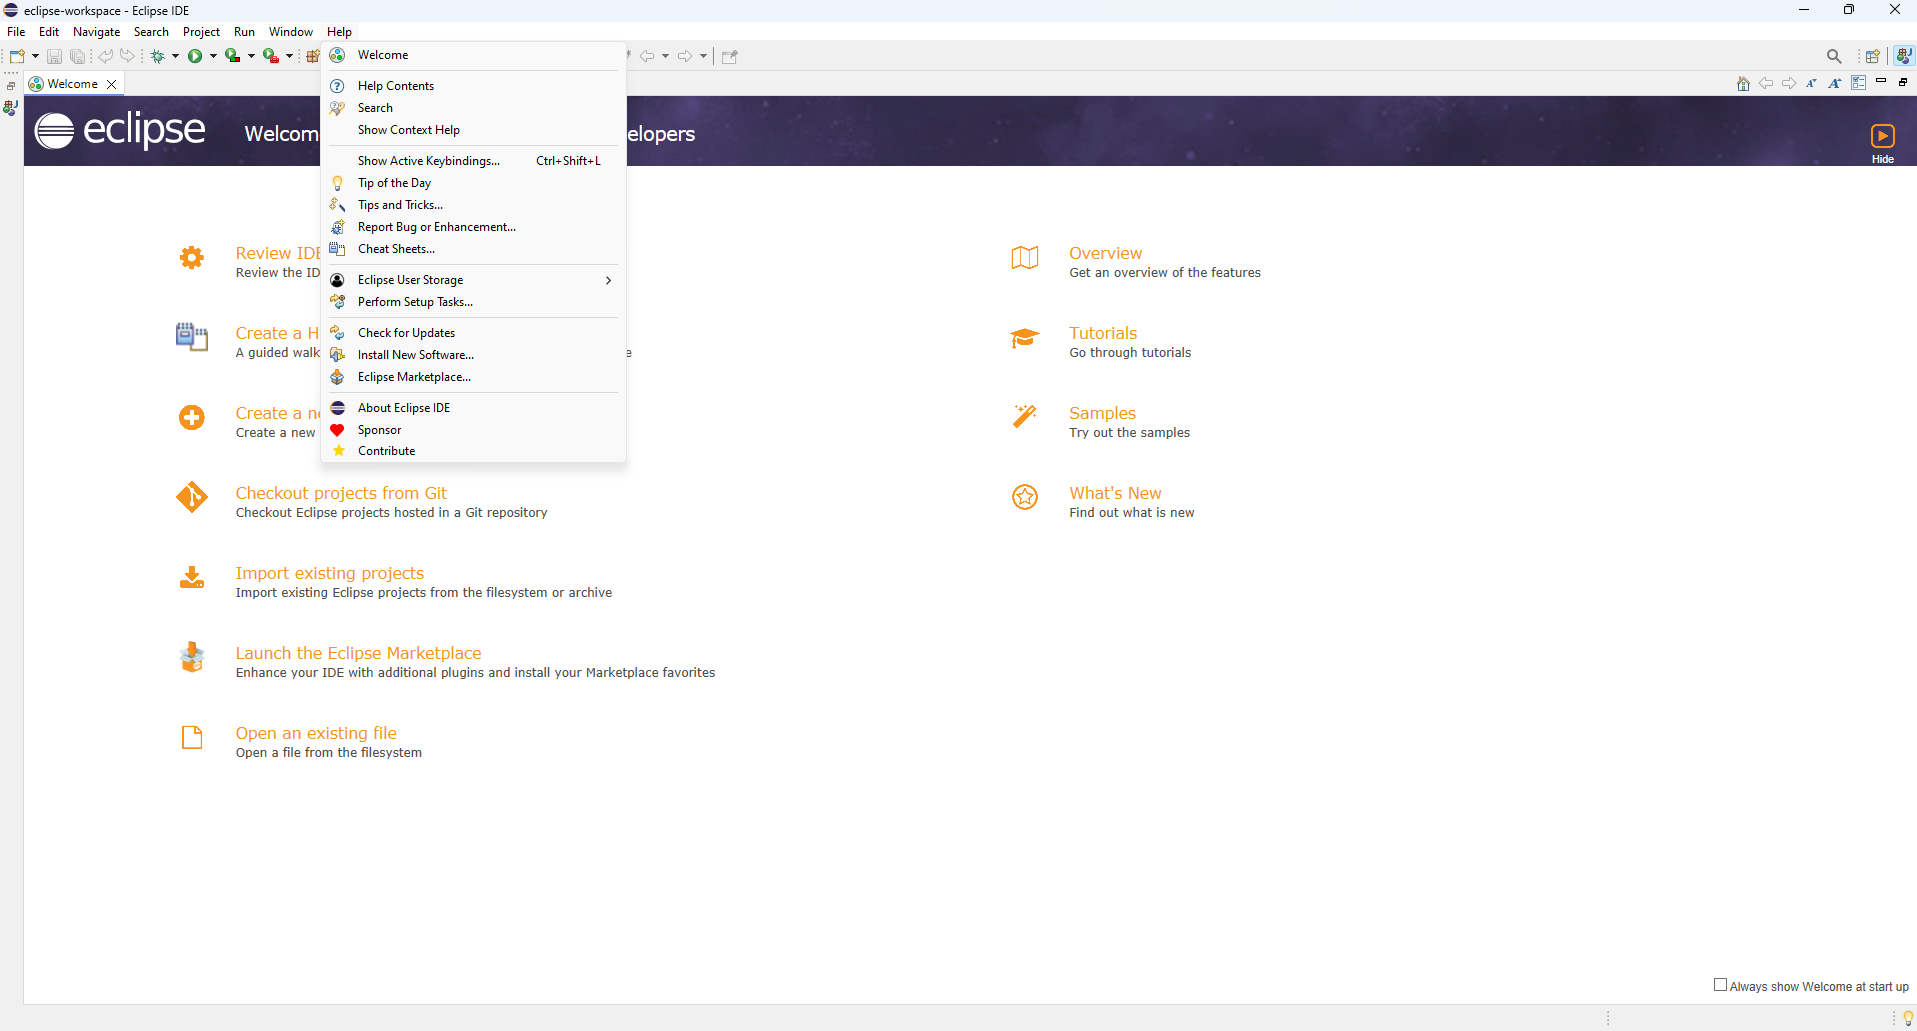 eclipse-workspace - Eclipse IDE
File Edit Navigate Search Project Run Window Help
Welcome
eclipse Welcom elopers
Hide
Welcome
Help Contents
Search
Show Context Help
Show Active Keybindings... Ctrl+Shift+L
Tip of the Day
Tips and Tricks...
Report Bug or Enhancement...
Cheat Sheets...
Eclipse User Storage
Perform Setup Tasks...
Check for Updates
Install New Software...
Eclipse Marketplace...
About Eclipse IDE
Sponsor
Contribute
Review IDE
Review the ID
Create a H
A guided walk e
Create a ne
Create a new
Checkout projects from Git
Checkout Eclipse projects hosted in a Git repository
Import existing projects
Import existing Eclipse projects from the filesystem or archive
Launch the Eclipse Marketplace
Enhance your IDE with additional plugins and install your Marketplace favorites
Open an existing file
Open a file from the filesystem
Overview
Get an overview of the features
Tutorials
Go through tutorials
Samples
Try out the samples
What's New
Find out what is new
Always show Welcome at start up